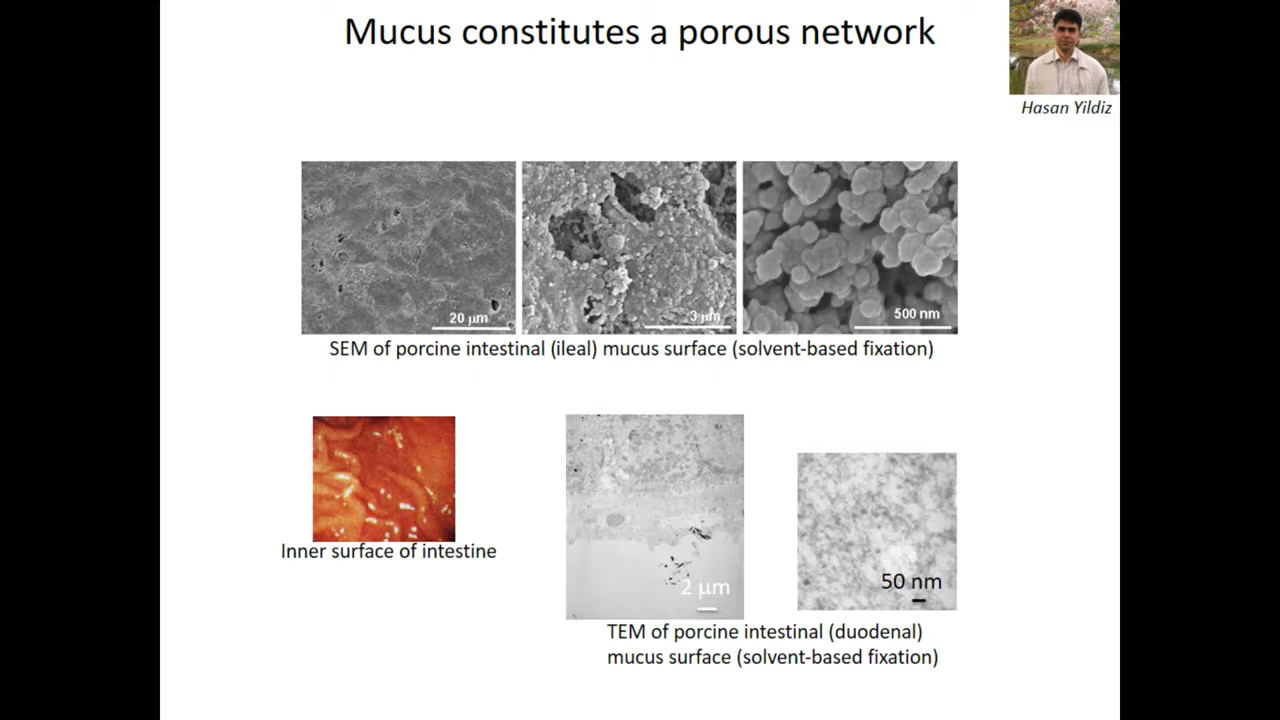 Mucus constitutes a porous network
Hasan Yildiz
20 μm
3 μm
500 nm
SEM of porcine intestinal (ileal) mucus surface (solvent-based fixation)
Inner surface of intestine
2 μm
50 nm
TEM of porcine intestinal (duodenal)
mucus surface (solvent-based fixation)